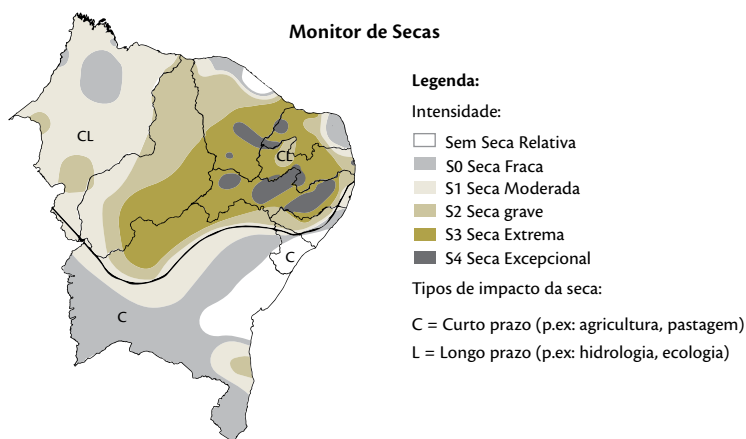 Monitor de Secas
Legenda:
Intensidade:
Sem Seca Relativa
S0 Seca Fraca
S1 Seca Moderada
S2 Seca grave
S3 Seca Extrema
S4 Seca Excepcional
Tipos de impacto da seca:
C = Curto prazo (p.ex: agricultura, pastagem)
L = Longo prazo (p.ex: hidrologia, ecologia)
CL
CL
C
C